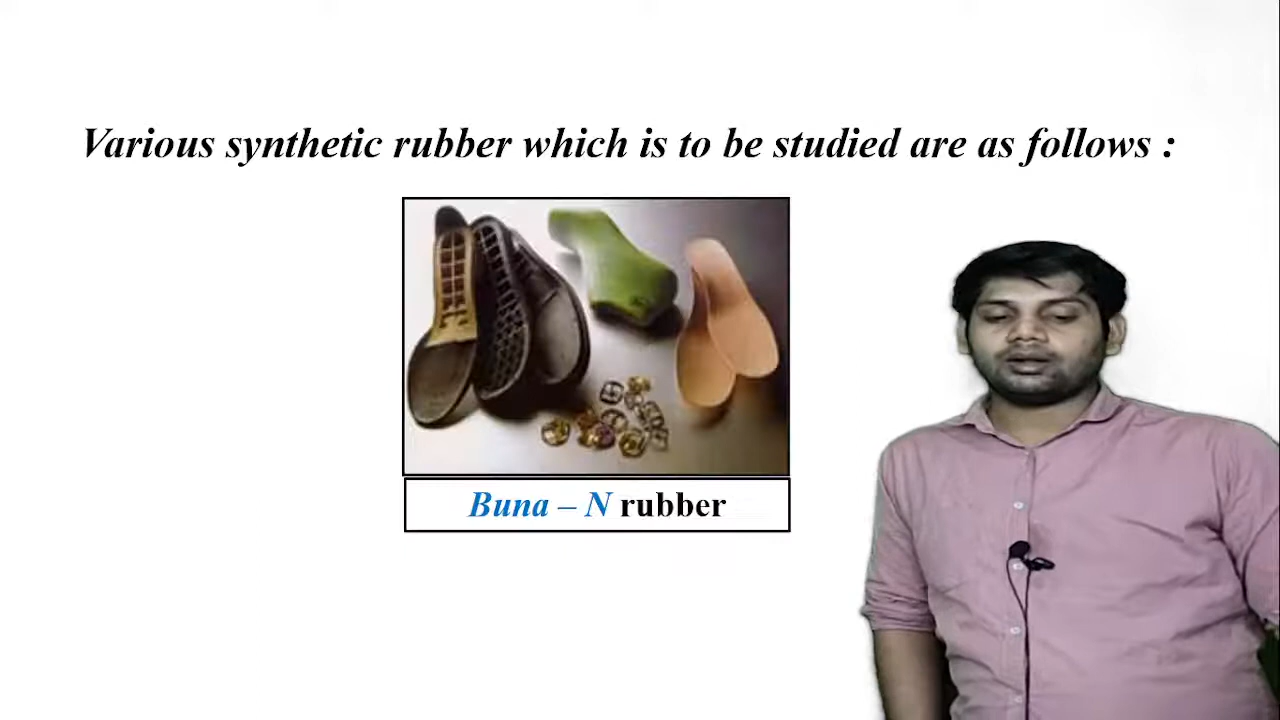 Various synthetic rubber which is to be studied are as follows :
Buna – N rubber